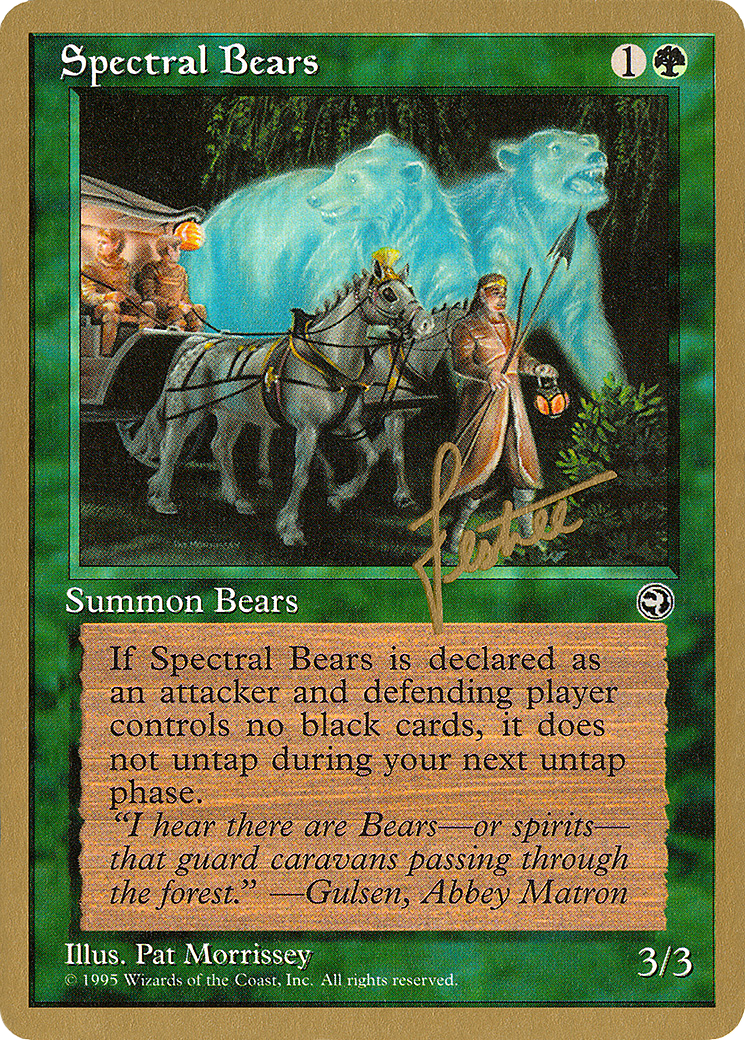 Spectral Bears
1
Summon Bears
If Spectral Bears is declared as
an attacker and defending player
controls no black cards, it does
not untap during your next untap
phase.
"I hear there are Bears—or spirits—
that guard caravans passing through
the forest." —Gulsen, Abbey Matron
Illus. Pat Morrissey
3/3
© 1995 Wizards of the Coast, Inc. All rights reserved.